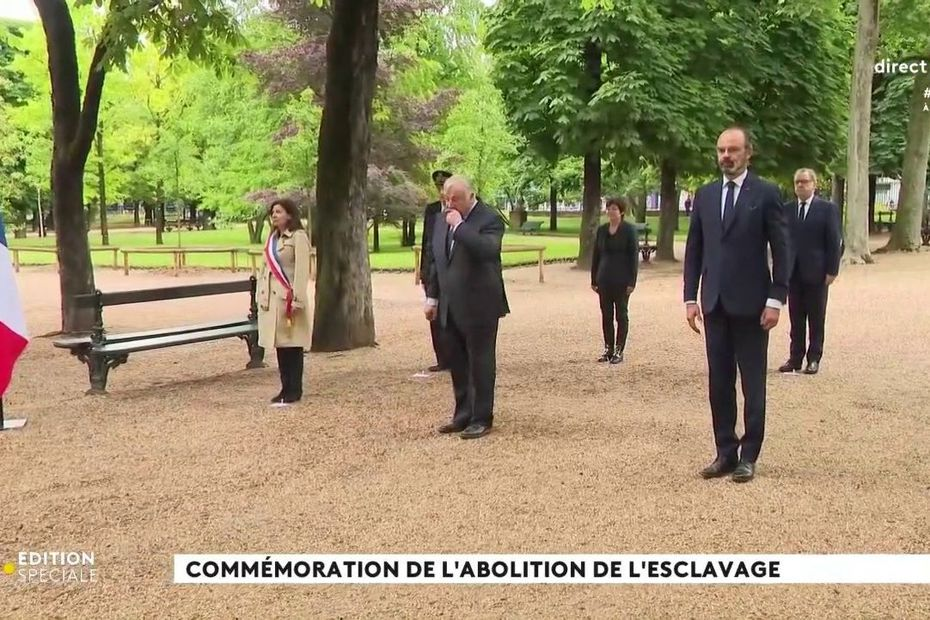 direct
#
À
EDITION
SPÉCIALE
COMMÉMORATION DE L'ABOLITION DE L'ESCLAVAGE